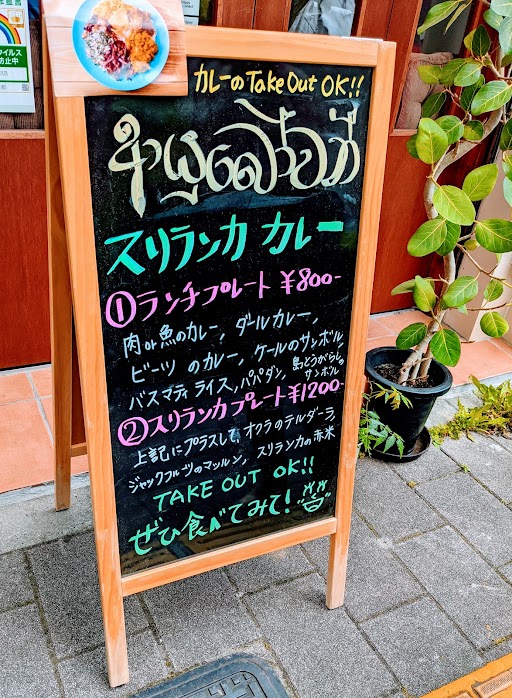 カレーのTake Out OK!!
スリランカ カレー
①ランチプレート ¥800-
肉or魚のカレー, ダールカレー,
ビーツ のカレー, ケールのサンボル,
バスマティ ライス, パパダン, 島とうがらしのサンボル
②スリランカプレート¥1200-
上記にプラスして オクラのテルダーラ,
ジャックフルーツのマッルン, スリランカの赤米
TAKE OUT OK!!
ぜひ食べてみて!